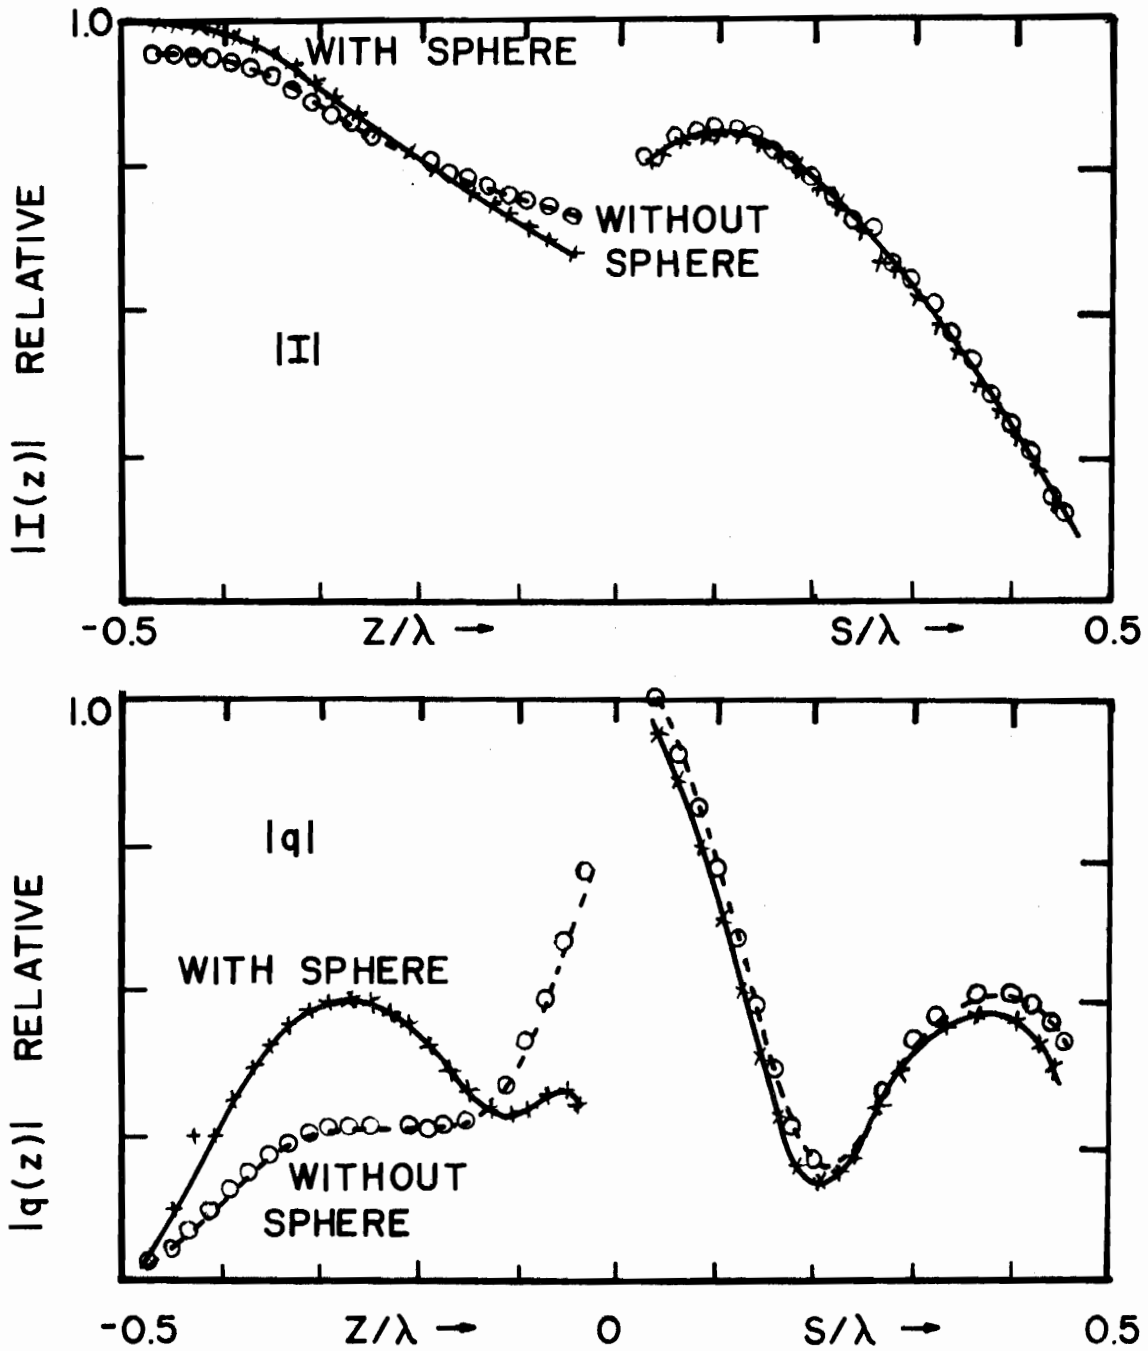 1.0
WITH SPHERE
WITHOUT
SPHERE
|I|
|I(z)| RELATIVE
-0.5 Z/λ → S/λ → 0.5
1.0
|q|
WITH SPHERE
WITHOUT
SPHERE
|q(z)| RELATIVE
-0.5 Z/λ → 0 S/λ → 0.5